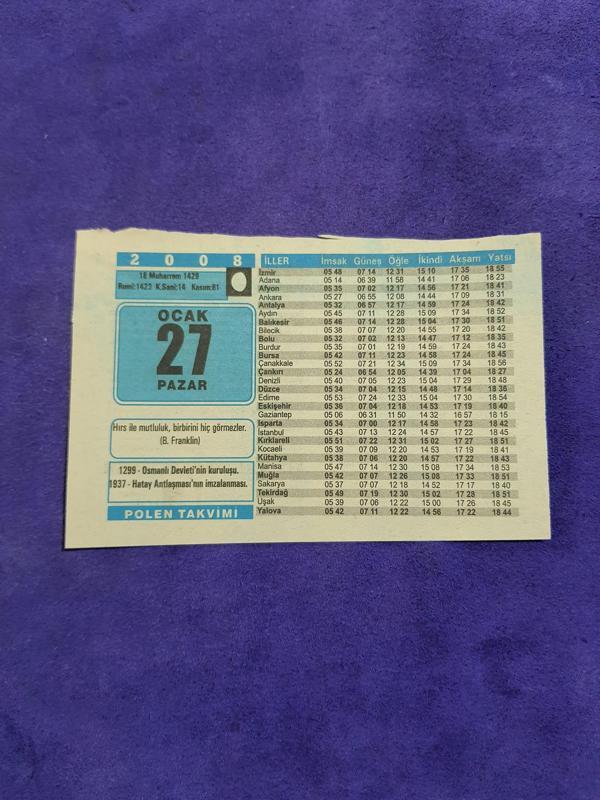 2 0 0 8
18 Muharrem 1429
Rumi:1423 K.Sani:14 Kasım:81
OCAK
27
PAZAR
Hırs ile mutluluk, birbirini hiç görmezler.
(B. Franklin)
1299 - Osmanlı Devleti'nin kuruluşu.
1937 - Hatay Antlaşması'nın imzalanması.
POLEN TAKVİMİ
İLLER İmsak Güneş Öğle İkindi Akşam Yatsı
İzmir 05 48 07 14 12 31 15 10 17 35 18 55
Adana 05 14 06 39 11 58 14 41 17 06 18 23
Afyon 05 35 07 02 12 17 14 56 17 21 18 41
Ankara 05 27 06 55 12 08 14 44 17 09 18 31
Antalya 05 32 06 57 12 17 14 59 17 24 18 42
Aydın 05 45 07 11 12 28 15 09 17 34 18 52
Balıkesir 05 46 07 14 12 28 15 04 17 30 18 51
Bilecik 05 38 07 07 12 20 14 55 17 20 18 42
Bolu 05 32 07 02 12 13 14 47 17 12 18 35
Burdur 05 35 07 01 12 19 14 59 17 24 18 43
Bursa 05 42 07 11 12 23 14 58 17 24 18 45
Çanakkale 05 52 07 21 12 34 15 09 17 34 18 56
Çankırı 05 24 06 54 12 05 14 39 17 04 18 27
Denizli 05 40 07 05 12 23 15 04 17 29 18 48
Düzce 05 34 07 04 12 15 14 48 17 14 18 36
Edirne 05 53 07 24 12 33 15 04 17 30 18 54
Eskişehir 05 36 07 04 12 18 14 53 17 19 18 40
Gaziantep 05 06 06 31 11 50 14 32 16 57 18 15
Isparta 05 34 07 00 12 17 14 58 17 23 18 42
İstanbul 05 43 07 13 12 24 14 57 17 22 18 45
Kırklareli 05 51 07 22 12 31 15 02 17 27 18 51
Kocaeli 05 39 07 09 12 20 14 53 17 19 18 41
Kütahya 05 38 07 06 12 20 14 57 17 22 18 43
Manisa 05 47 07 14 12 30 15 08 17 34 18 53
Muğla 05 42 07 07 12 26 15 08 17 33 18 51
Sakarya 05 37 07 07 12 18 14 52 17 17 18 40
Tekirdağ 05 49 07 19 12 30 15 02 17 28 18 51
Uşak 05 39 07 06 12 22 15 00 17 26 18 45
Yalova 05 42 07 11 12 22 14 56 17 22 18 44